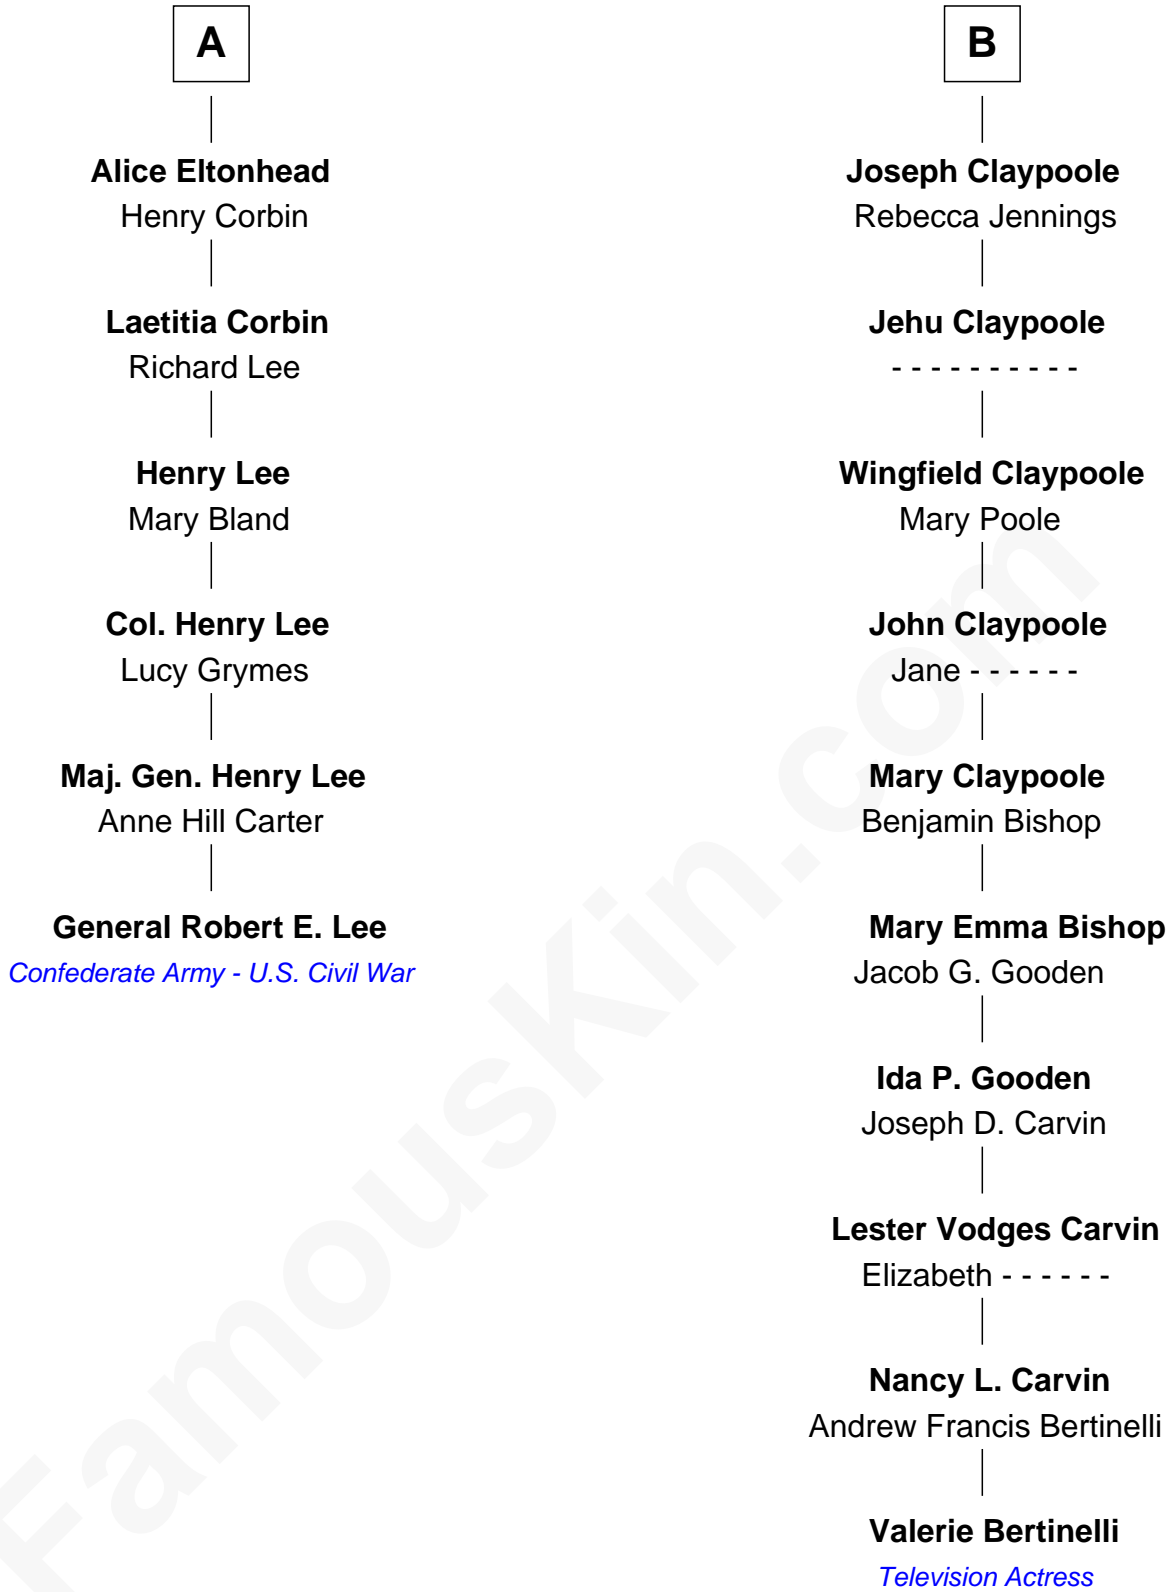 A
Alice Eltonhead
Henry Corbin
Laetitia Corbin
Richard Lee
Henry Lee
Mary Bland
Col. Henry Lee
Lucy Grymes
Maj. Gen. Henry Lee
Anne Hill Carter
General Robert E. Lee
Confederate Army - U.S. Civil War
B
Joseph Claypoole
Rebecca Jennings
Jehu Claypoole
- - - - - - - - - -
Wingfield Claypoole
Mary Poole
John Claypoole
Jane - - - - - -
Mary Claypoole
Benjamin Bishop
Mary Emma Bishop
Jacob G. Gooden
Ida P. Gooden
Joseph D. Carvin
Lester Vodges Carvin
Elizabeth - - - - - -
Nancy L. Carvin
Andrew Francis Bertinelli
Valerie Bertinelli
Television Actress
FamousKin.com